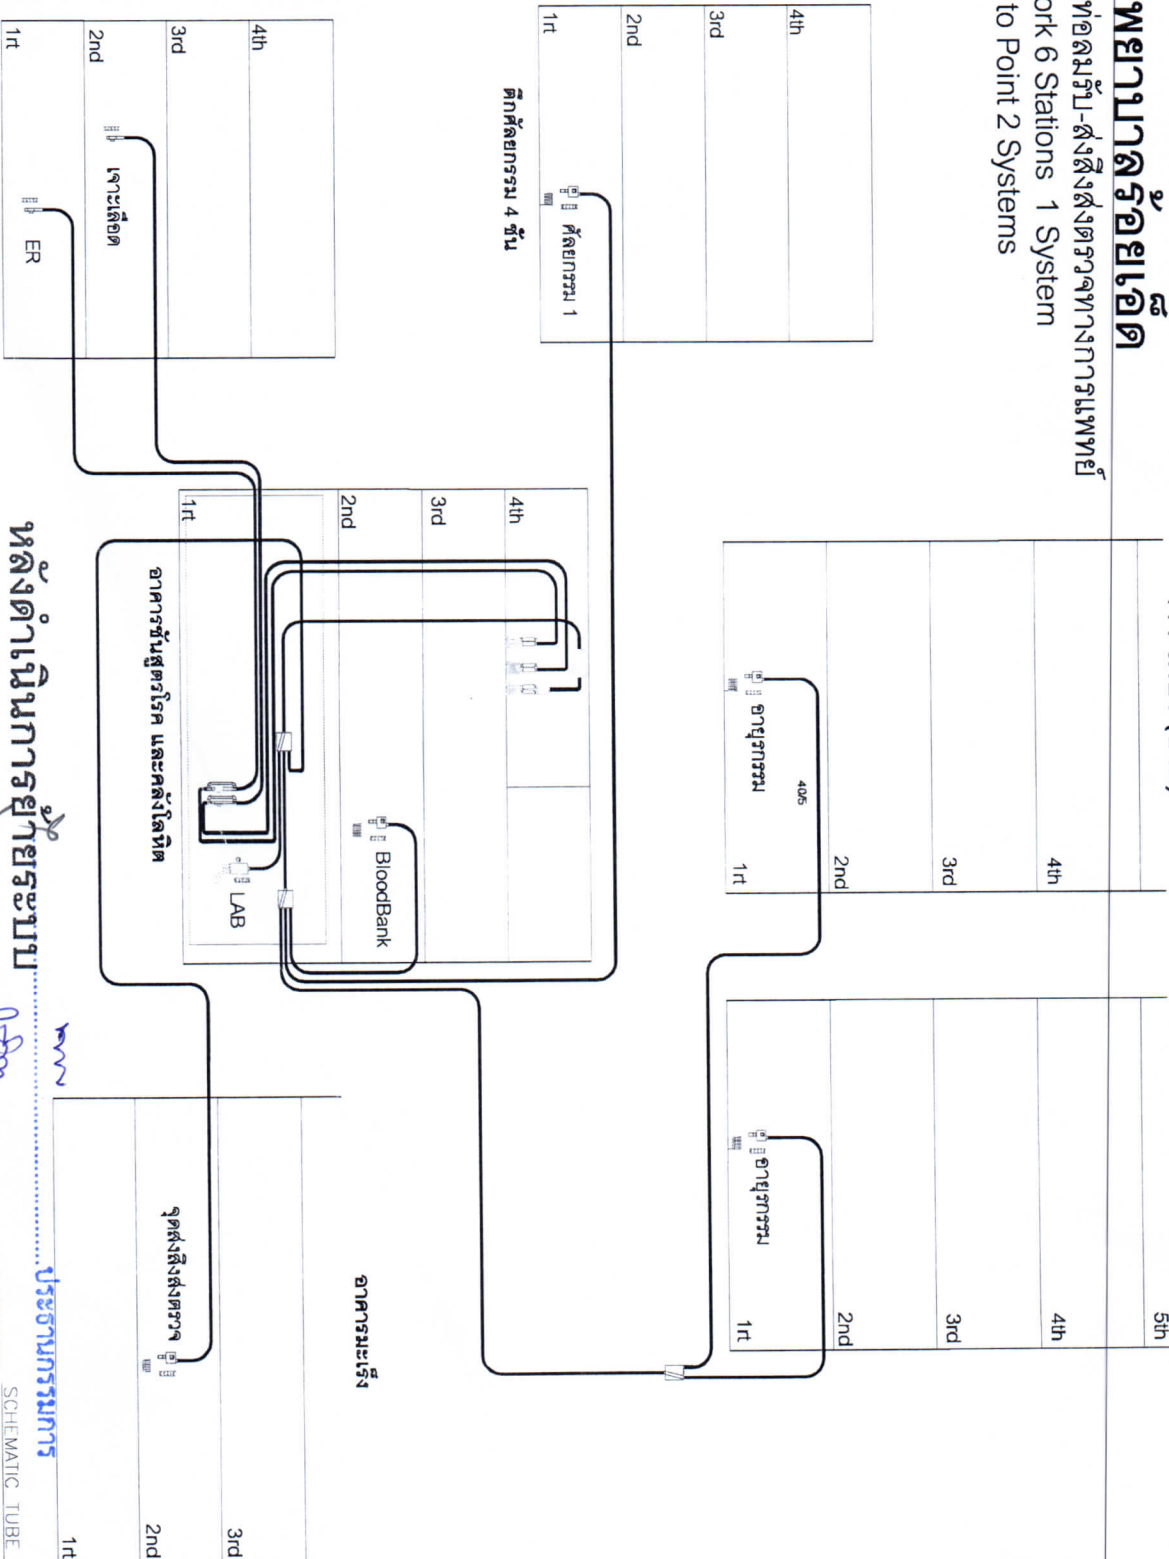 พยาบาลร้อยเอ็ด
ท่อลมรับ-ส่งสิ่งส่งตรวจทางการแพทย์
ork 6 Stations 1 System
to Point 2 Systems
4th
3rd
2nd
1rt
ศัลยกรรม 1
ตึกศัลยกรรม 4 ชั้น
4th
3rd
2nd
1rt
อายุรกรรม
40/5
5th
4th
3rd
2nd
1rt
อายุรกรรม
4th
3rd
2nd
1rt
เจาะเลือด
ER
4th
3rd
2nd
1rt
BloodBank
LAB
อาคารชันสูตรโรค และคลังโลหิต
อาคารมะเร็ง
3rd
2nd
1rt
จุดส่งสิ่งส่งตรวจ
หลังดำเนินการย้ายระบบ
ประธานกรรมการ
SCHEMATIC TUBE